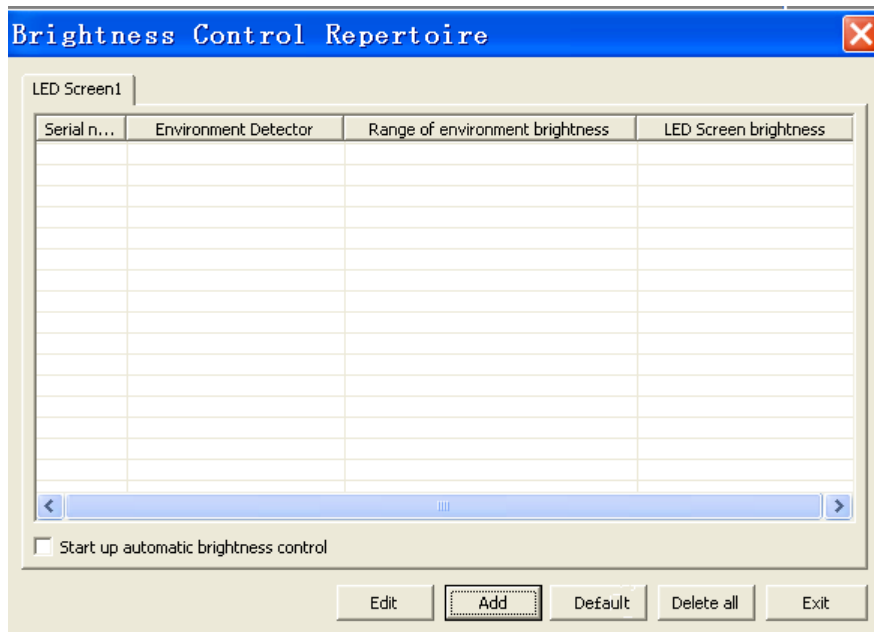 Brightness Control Repertoire
LED Screen1
Serial n... Environment Detector Range of environment brightness LED Screen brightness
Start up automatic brightness control
Edit Add Default Delete all Exit